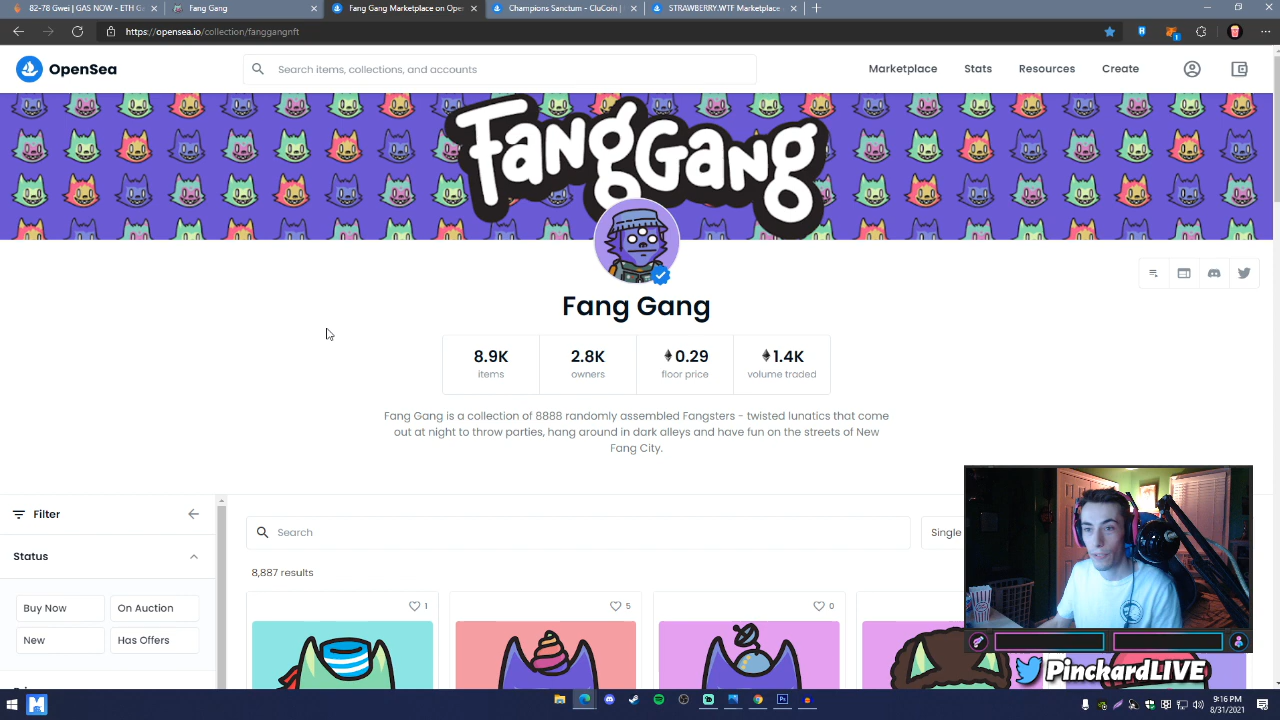 82-78 Gwei | GAS NOW - ETH G
Fang Gang
Fang Gang Marketplace on Ope
Champions Sanctum - CluCoin
STRAWBERRY.WTF Marketplace
https://opensea.io/collection/fanggangnft
OpenSea
Search items, collections, and accounts
Marketplace
Stats
Resources
Create
FangGang
Fang Gang
8.9K
items
2.8K
owners
0.29
floor price
1.4K
volume traded
Fang Gang is a collection of 8888 randomly assembled Fangsters - twisted lunatics that come
out at night to throw parties, hang around in dark alleys and have fun on the streets of New
Fang City.
Filter
Status
Buy Now
On Auction
New
Has Offers
Search
Single
8,887 results
1
5
0
PinckardLIVE
9:16 PM
8/31/2021